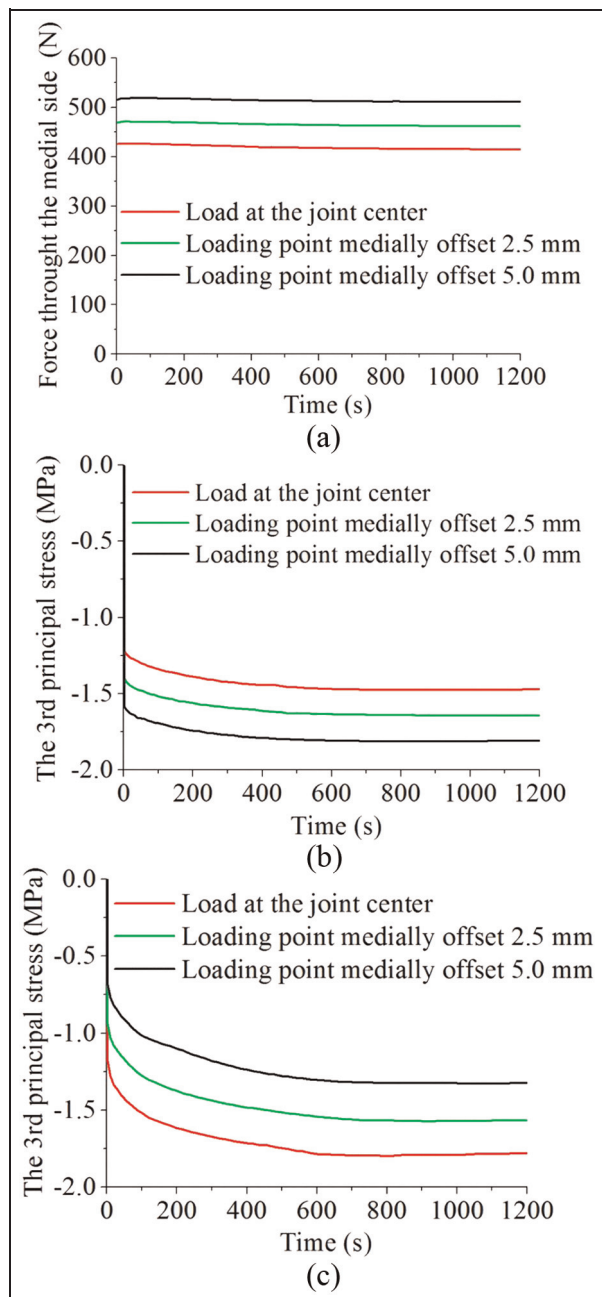 Force throught the medial side (N)
600
500
400
300
200
100
0
Load at the joint center
Loading point medially offset 2.5 mm
Loading point medially offset 5.0 mm
0 200 400 600 800 1000 1200
Time (s)
(a)
The 3rd principal stress (MPa)
0.0
-0.5
-1.0
-1.5
-2.0
Load at the joint center
Loading point medially offset 2.5 mm
Loading point medially offset 5.0 mm
0 200 400 600 800 1000 1200
Time (s)
(b)
The 3rd principal stress (MPa)
0.0
-0.5
-1.0
-1.5
-2.0
Load at the joint center
Loading point medially offset 2.5 mm
Loading point medially offset 5.0 mm
0 200 400 600 800 1000 1200
Time (s)
(c)